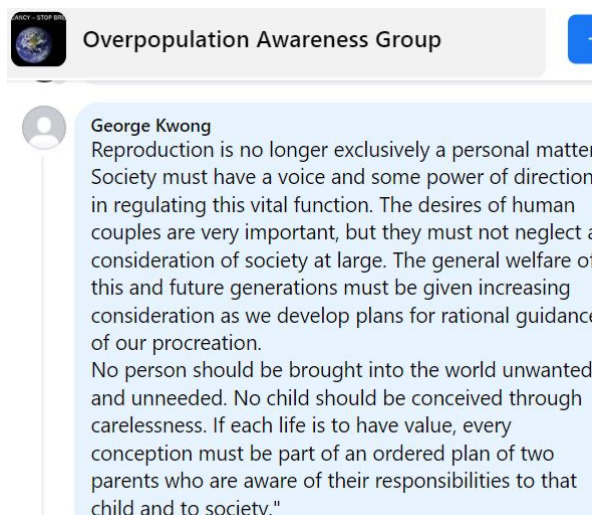 LANCY - STOP BRE
Overpopulation Awareness Group
George Kwong
Reproduction is no longer exclusively a personal matter
Society must have a voice and some power of direction
in regulating this vital function. The desires of human
couples are very important, but they must not neglect a
consideration of society at large. The general welfare of
this and future generations must be given increasing
consideration as we develop plans for rational guidance
of our procreation.
No person should be brought into the world unwanted
and unneeded. No child should be conceived through
carelessness. If each life is to have value, every
conception must be part of an ordered plan of two
parents who are aware of their responsibilities to that
child and to society."